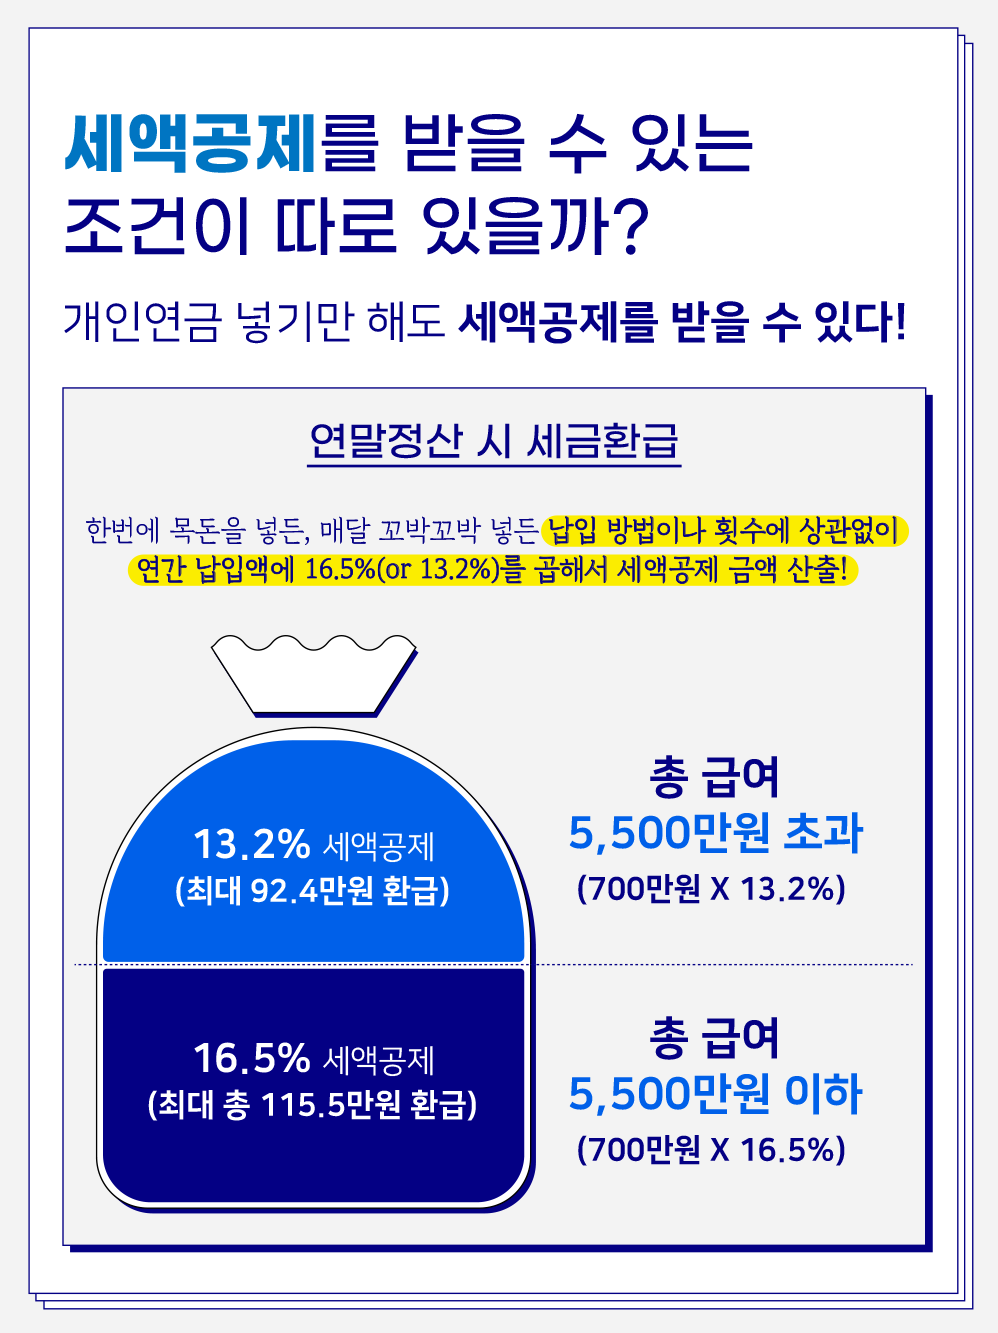 세액공제를 받을 수 있는
조건이 따로 있을까?
개인연금 넣기만 해도 세액공제를 받을 수 있다!
연말정산 시 세금환급
한번에 목돈을 넣든, 매달 꼬박꼬박 넣든 납입 방법이나 횟수에 상관없이
연간 납입액에 16.5%(or 13.2%)를 곱해서 세액공제 금액 산출!
13.2% 세액공제
(최대 92.4만원 환급)
총 급여
5,500만원 초과
(700만원 X 13.2%)
16.5% 세액공제
(최대 총 115.5만원 환급)
총 급여
5,500만원 이하
(700만원 X 16.5%)